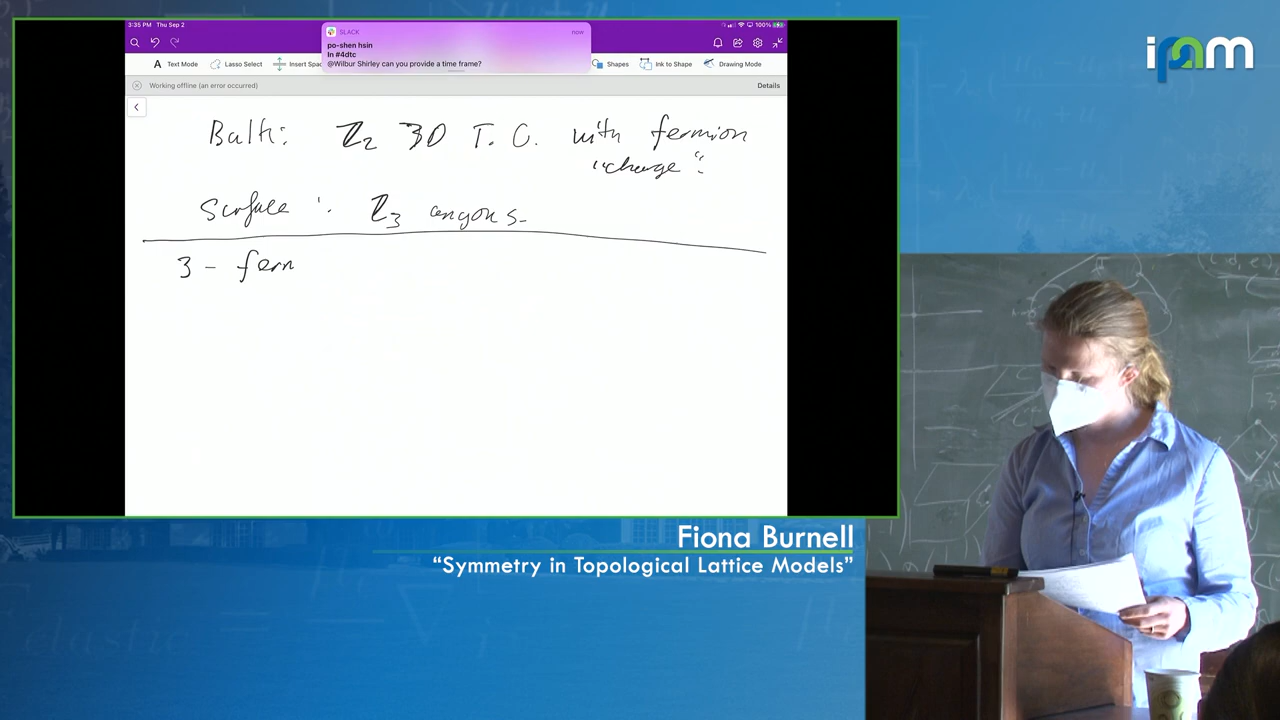 3:35 PM Thu Sep 2
100%
SLACK
now
po-shen hsin
In #4dtc
@Wilbur Shirley can you provide a time frame?
Text Mode
Lasso Select
Insert Spac
Shapes
Ink to Shape
Drawing Mode
Working offline (an error occurred)
Details
Bulk: Z2 3D T.C. with fermion
"charge":
Surface: Z3 anyons-
3- ferm
ipam
Fiona Burnell
"Symmetry in Topological Lattice Models"